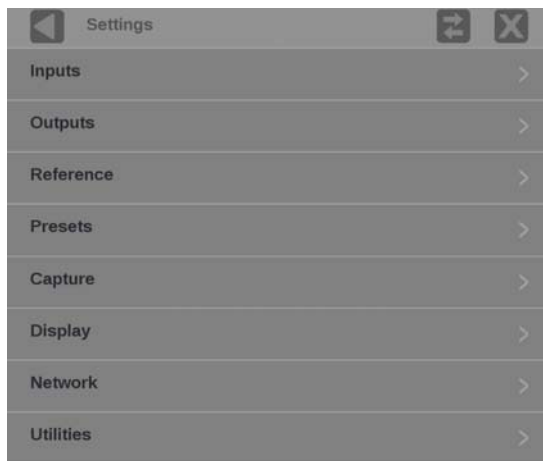 Settings
Inputs
Outputs
Reference
Presets
Capture
Display
Network
Utilities